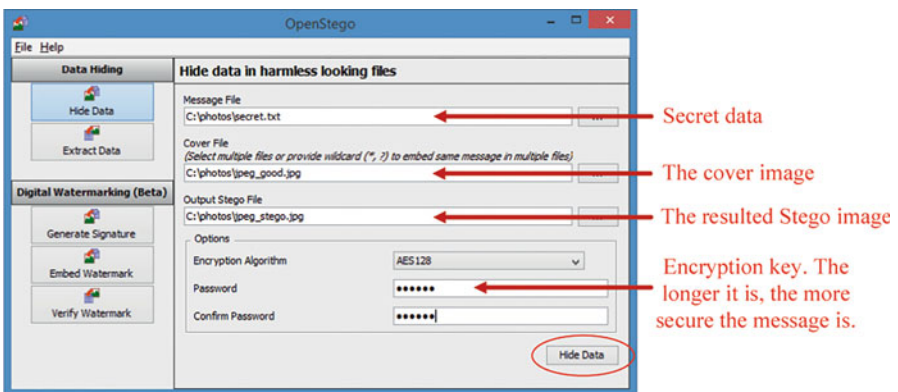 OpenStego
File Help
Data Hiding
Hide Data
Extract Data
Digital Watermarking (Beta)
Generate Signature
Embed Watermark
Verify Watermark
Hide data in harmless looking files
Message File
C:\photos\secret.txt
...
Cover File
(Select multiple files or provide wildcard (*, ?) to embed same message in multiple files)
C:\photos\jpeg_good.jpg
...
Output Stego File
C:\photos\jpeg_stego.jpg
...
Options
Encryption Algorithm
AES128
Password
••••••
Confirm Password
••••••
Hide Data
Secret data
The cover image
The resulted Stego image
Encryption key. The
longer it is, the more
secure the message is.